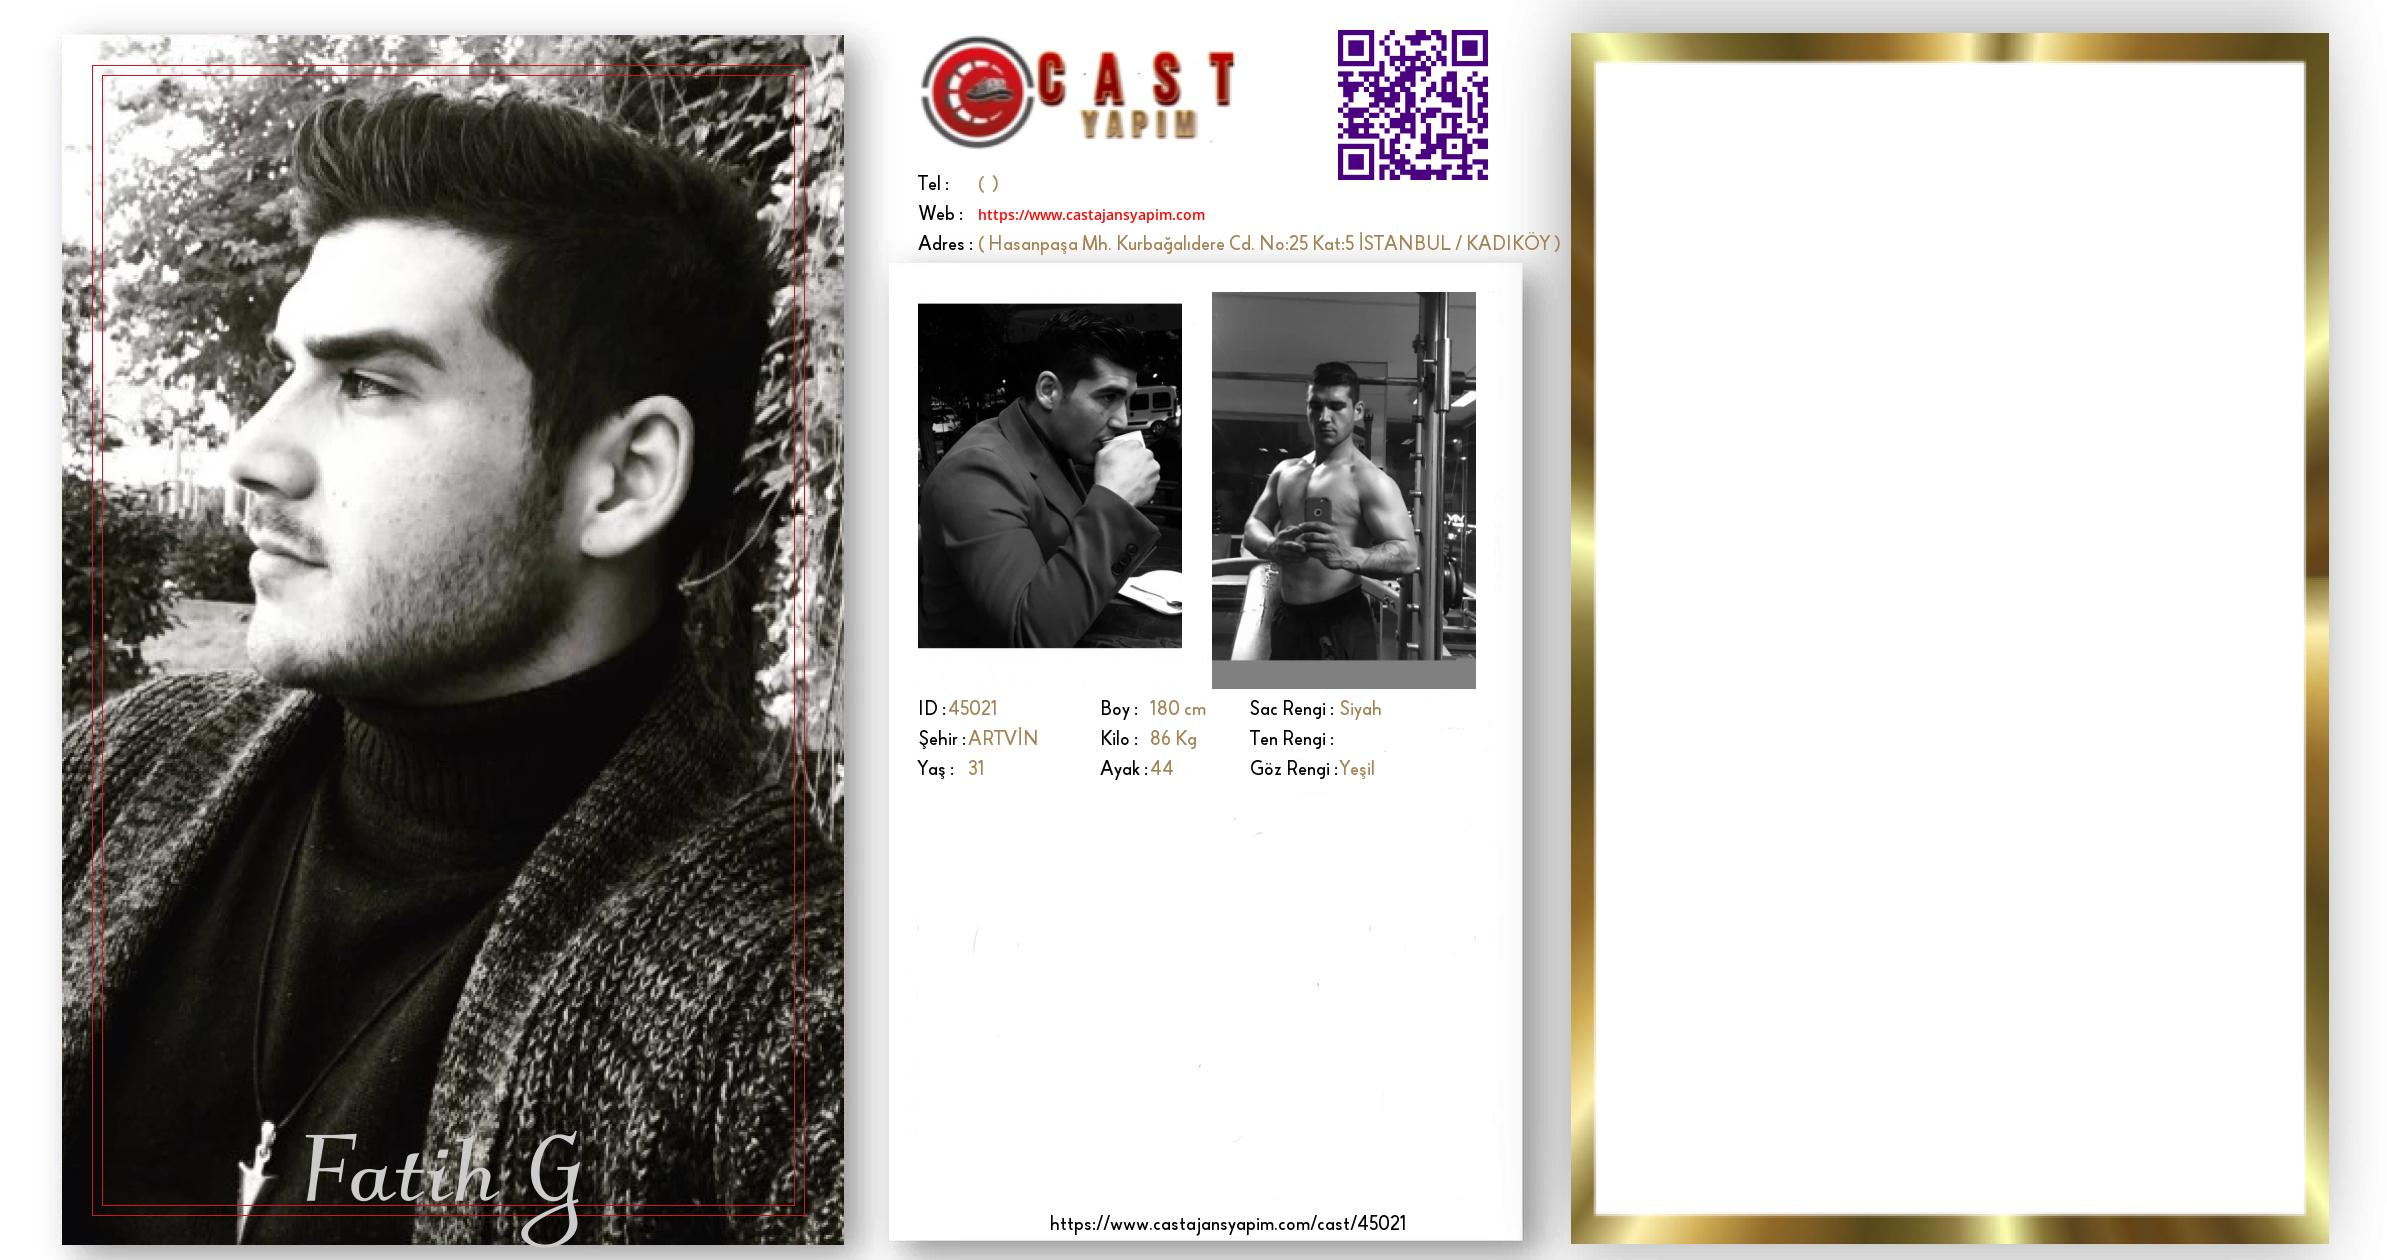 Fatih G
CAST
YAPIM
Tel : ( )
Web : https://www.castajansyapim.com
Adres : ( Hasanpaşa Mh. Kurbağalıdere Cd. No:25 Kat:5 İSTANBUL / KADIKÖY )
ID : 45021 Boy : 180 cm Sac Rengi : Siyah
Şehir : ARTVİN Kilo : 86 Kg Ten Rengi :
Yaş : 31 Ayak : 44 Göz Rengi : Yeşil
https://www.castajansyapim.com/cast/45021